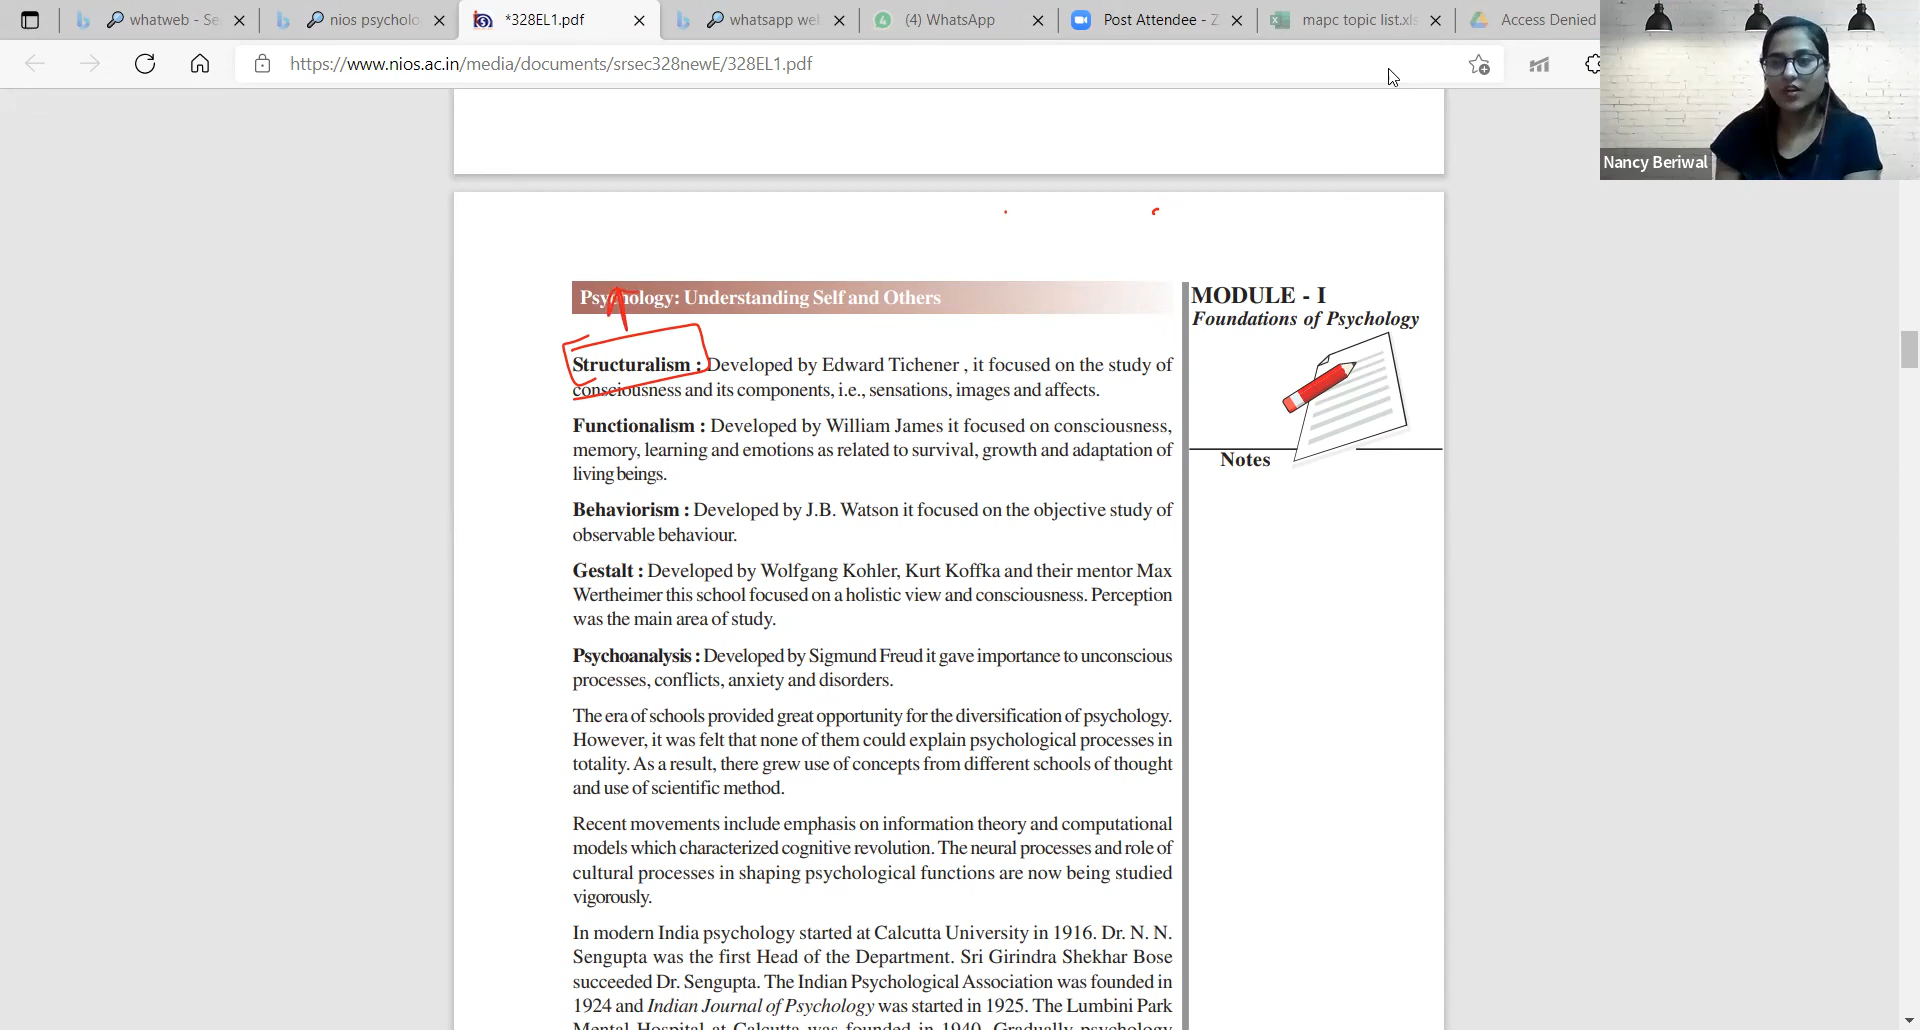 whatweb - Se
nios psycholo
*328EL1.pdf
whatsapp we
(4) WhatsApp
Post Attendee - Z
mapc topic list.xls
Access Denied
https://www.nios.ac.in/media/documents/srsec328newE/328EL1.pdf
Nancy Beriwal
Psychology: Understanding Self and Others
MODULE - I
Foundations of Psychology
Notes
Structuralism : Developed by Edward Tichener , it focused on the study of
consciousness and its components, i.e., sensations, images and affects.
Functionalism : Developed by William James it focused on consciousness,
memory, learning and emotions as related to survival, growth and adaptation of
living beings.
Behaviorism : Developed by J.B. Watson it focused on the objective study of
observable behaviour.
Gestalt : Developed by Wolfgang Kohler, Kurt Koffka and their mentor Max
Wertheimer this school focused on a holistic view and consciousness. Perception
was the main area of study.
Psychoanalysis : Developed by Sigmund Freud it gave importance to unconscious
processes, conflicts, anxiety and disorders.
The era of schools provided great opportunity for the diversification of psychology.
However, it was felt that none of them could explain psychological processes in
totality. As a result, there grew use of concepts from different schools of thought
and use of scientific method.
Recent movements include emphasis on information theory and computational
models which characterized cognitive revolution. The neural processes and role of
cultural processes in shaping psychological functions are now being studied
vigorously.
In modern India psychology started at Calcutta University in 1916. Dr. N. N.
Sengupta was the first Head of the Department. Sri Girindra Shekhar Bose
succeeded Dr. Sengupta. The Indian Psychological Association was founded in
1924 and Indian Journal of Psychology was started in 1925. The Lumbini Park
Mental Hospital at Calcutta was founded in 1940. Gradually psychology